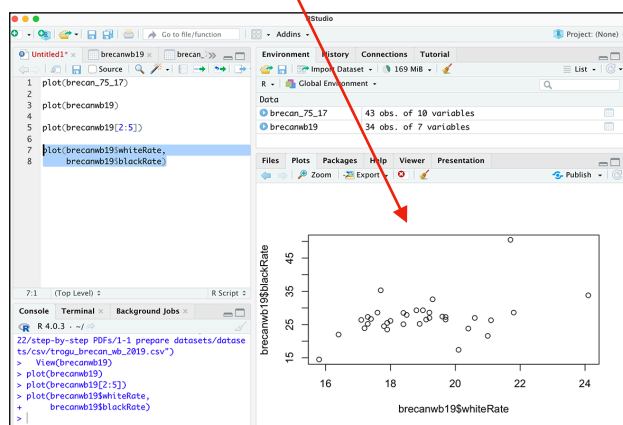 RStudio
Go to file/function
Addins
Project: (None)
Untitled1* brecanwb19 brecan_
Source
1 plot(brecan_75_17)
2
3 plot(brecanwb19)
4
5 plot(brecanwb19[2:5])
6
7 plot(brecanwb19$whiteRate,
8 brecanwb19$blackRate)
7:1 (Top Level) R Script
Console Terminal Background Jobs
R 4.0.3 · ~/
22/step-by-step PDFs/1-1 prepare datasets/datase
ts/csv/trogu_brecan_wb_2019.csv")
> View(brecanwb19)
> plot(brecanwb19)
> plot(brecanwb19[2:5])
> plot(brecanwb19$whiteRate,
+ brecanwb19$blackRate)
>
Environment History Connections Tutorial
Import Dataset 169 MiB List
R Global Environment
Data
brecan_75_17 43 obs. of 10 variables
brecanwb19 34 obs. of 7 variables
Files Plots Packages Help Viewer Presentation
Zoom Export Publish
brecanwb19$blackRate
45
35
25
15
16 18 20 22 24
brecanwb19$whiteRate